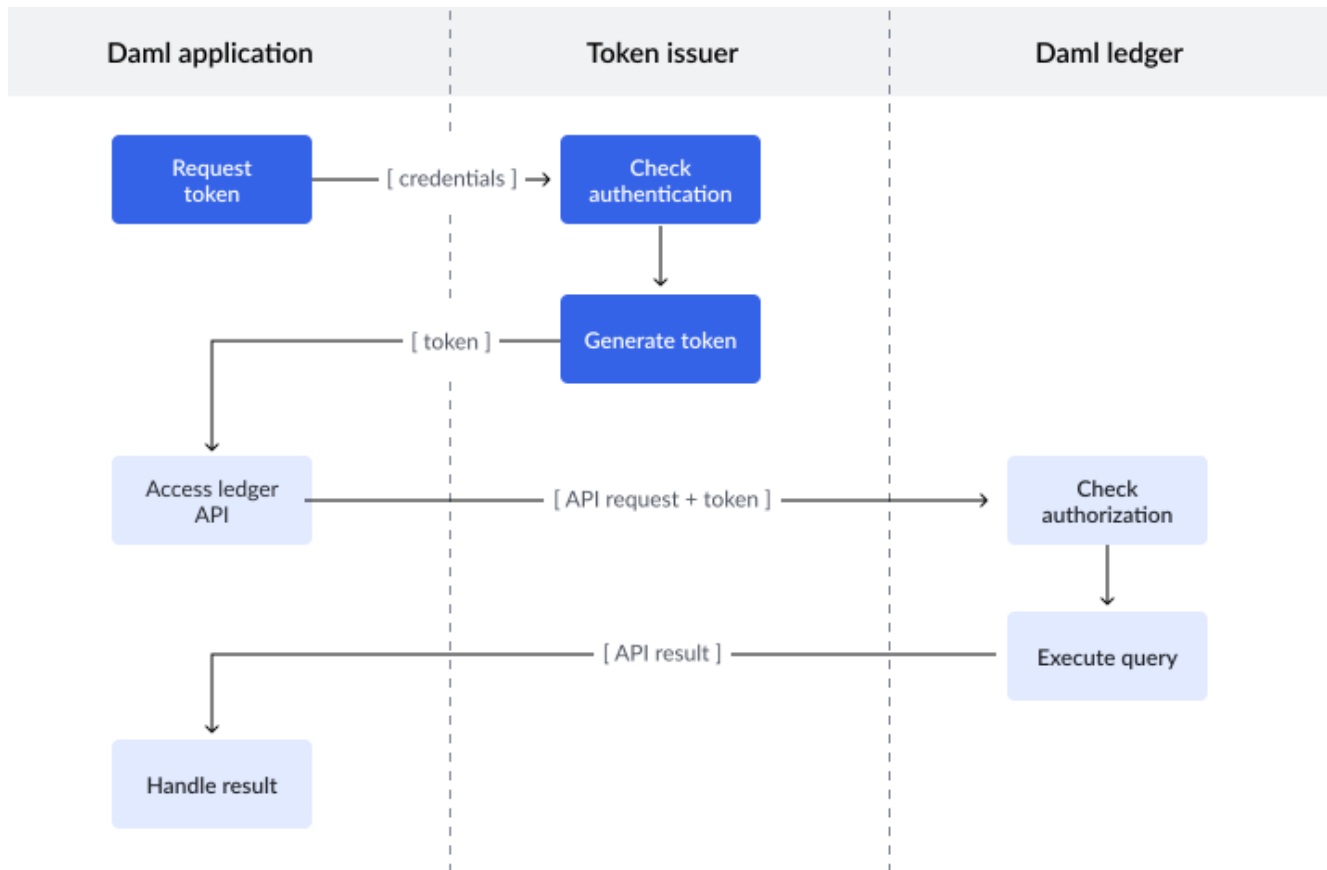 Daml application
Token issuer
Daml ledger
Request
token
[ credentials ]
Check
authentication
[ token ]
Generate token
Access ledger
API
[ API request + token ]
Check
authorization
[ API result ]
Execute query
Handle result